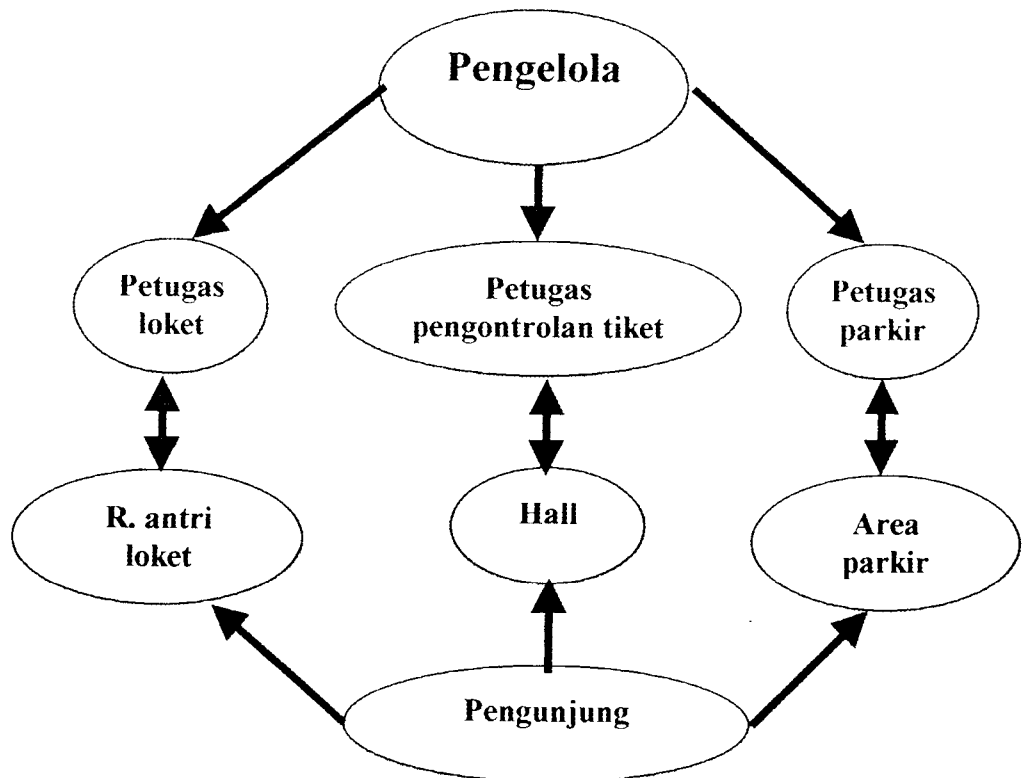 Pengelola
Petugas
loket
Petugas
pengontrolan tiket
Petugas
parkir
R. antri
loket
Hall
Area
parkir
Pengunjung